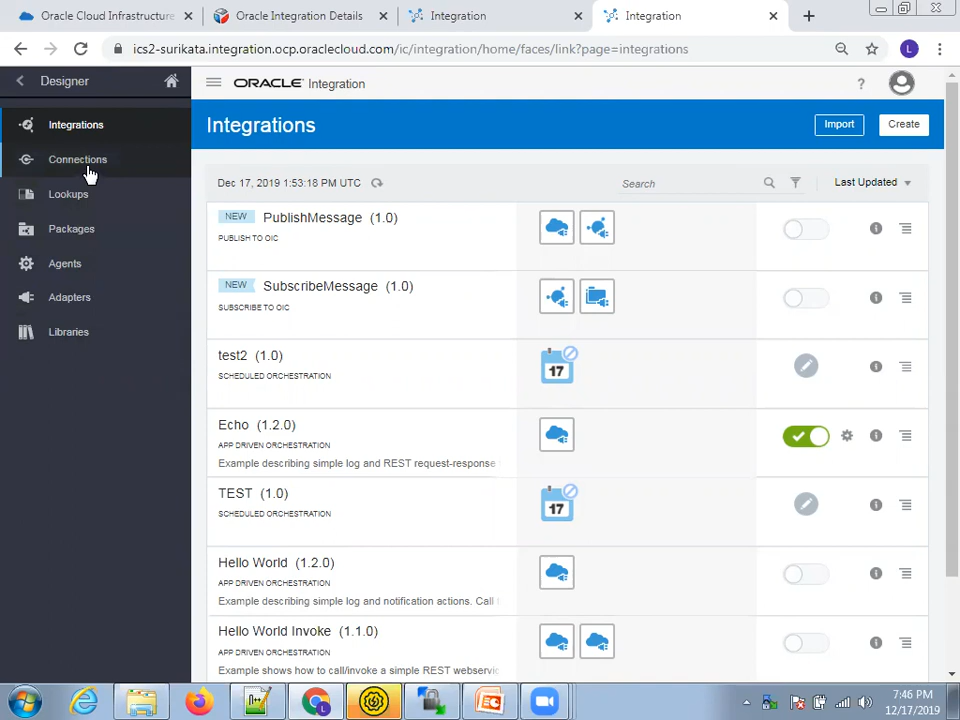 Oracle Cloud Infrastructure
Oracle Integration Details
Integration
Integration
ics2-surikata.integration.ocp.oraclecloud.com/ic/integration/home/faces/link?page=integrations
L
Designer
ORACLE Integration
?
Integrations
Connections
Lookups
Packages
Agents
Adapters
Libraries
Integrations
Import
Create
Dec 17, 2019 1:53:18 PM UTC
Search
Last Updated
NEW PublishMessage (1.0)
PUBLISH TO OIC
NEW SubscribeMessage (1.0)
SUBSCRIBE TO OIC
test2 (1.0)
SCHEDULED ORCHESTRATION
17
Echo (1.2.0)
APP DRIVEN ORCHESTRATION
Example describing simple log and REST request-response
TEST (1.0)
SCHEDULED ORCHESTRATION
17
Hello World (1.2.0)
APP DRIVEN ORCHESTRATION
Example describing simple log and notification actions. Call
Hello World Invoke (1.1.0)
APP DRIVEN ORCHESTRATION
Example shows how to call/invoke a simple REST webservic
7:46 PM
12/17/2019